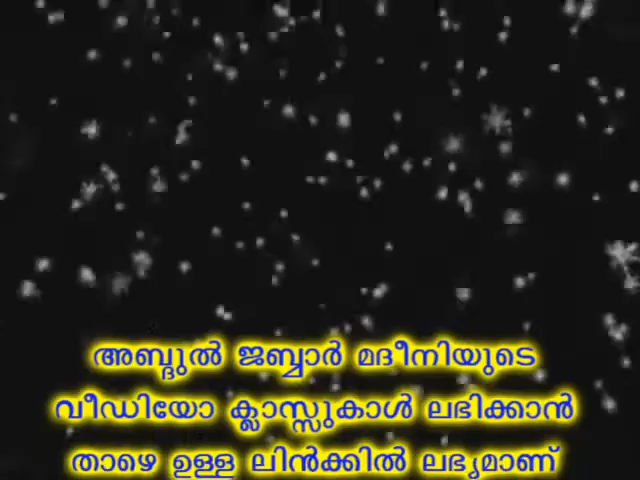 അബ്ദുൽ ജബ്ബാർ മദീനിയുടെ
വീഡിയോ ക്ലാസ്സുകാൾ ലഭിക്കാൻ
താഴെ ഉള്ള ലിൻക്കിൽ ലഭ്യമാണ്